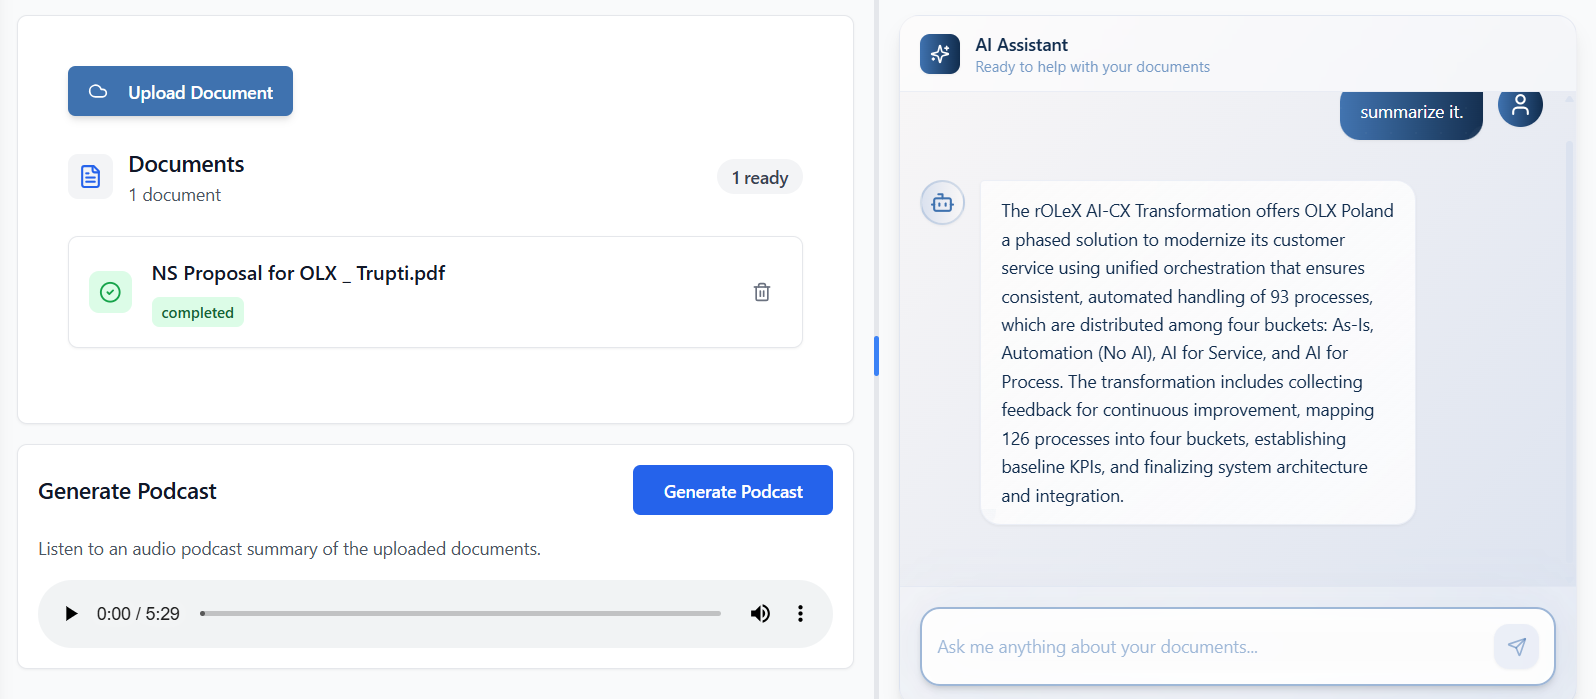 Upload Document
Documents
1 document
1 ready
NS Proposal for OLX _ Trupti.pdf
completed
Generate Podcast
Generate Podcast
Listen to an audio podcast summary of the uploaded documents.
0:00 / 5:29
AI Assistant
Ready to help with your documents
summarize it.
The rOLeX AI-CX Transformation offers OLX Poland
a phased solution to modernize its customer
service using unified orchestration that ensures
consistent, automated handling of 93 processes,
which are distributed among four buckets: As-Is,
Automation (No AI), AI for Service, and AI for
Process. The transformation includes collecting
feedback for continuous improvement, mapping
126 processes into four buckets, establishing
baseline KPIs, and finalizing system architecture
and integration.
Ask me anything about your documents...